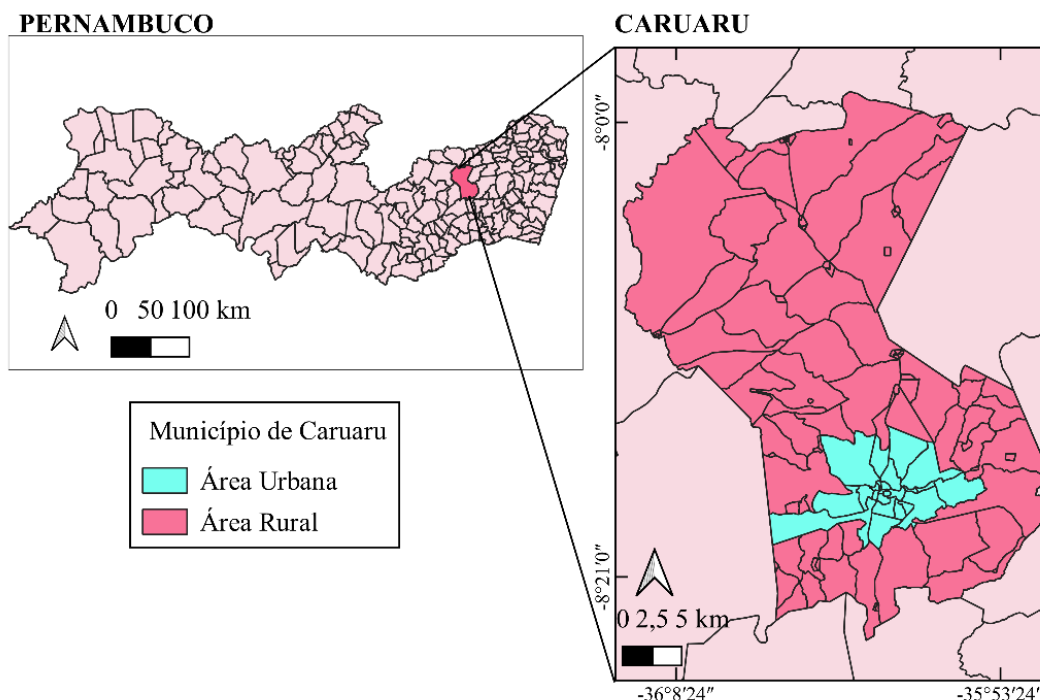 PERNAMBUCO
0 50 100 km
Município de Caruaru
Área Urbana
Área Rural
CARUARU
-8°0'0"
-8°21'0"
0 2,5 5 km
-36°8'24"
-35°53'24"